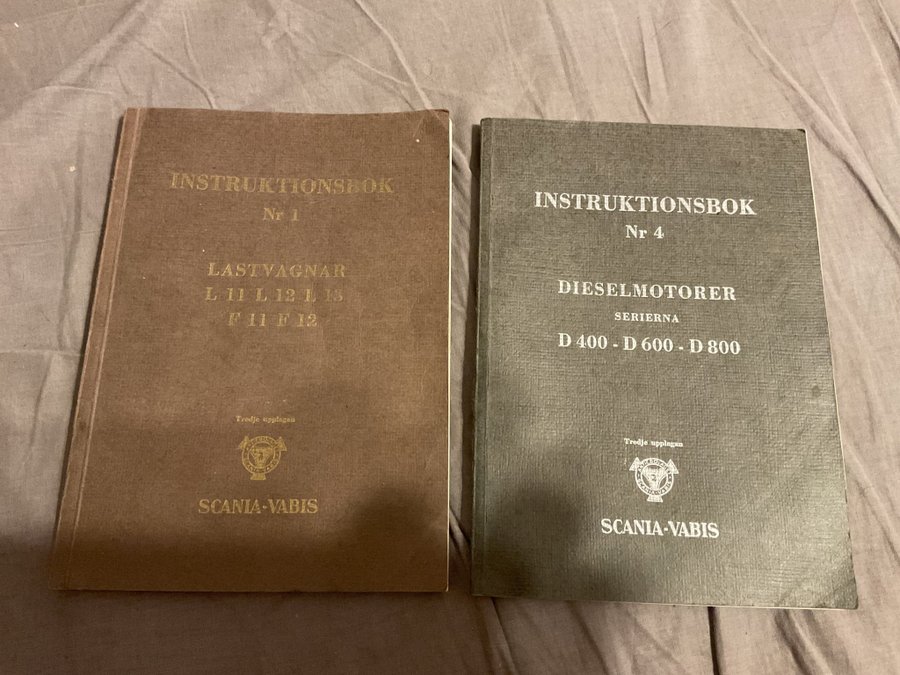 INSTRUKTIONSBOK
Nr 1
LASTVAGNAR
L 11 L 12 L 13
F 11 F 12
Tredje upplagan
SCANIA-VABIS
INSTRUKTIONSBOK
Nr 4
DIESELMOTORER
SERIERNA
D 400 - D 600 - D 800
Tredje upplagan
SCANIA-VABIS